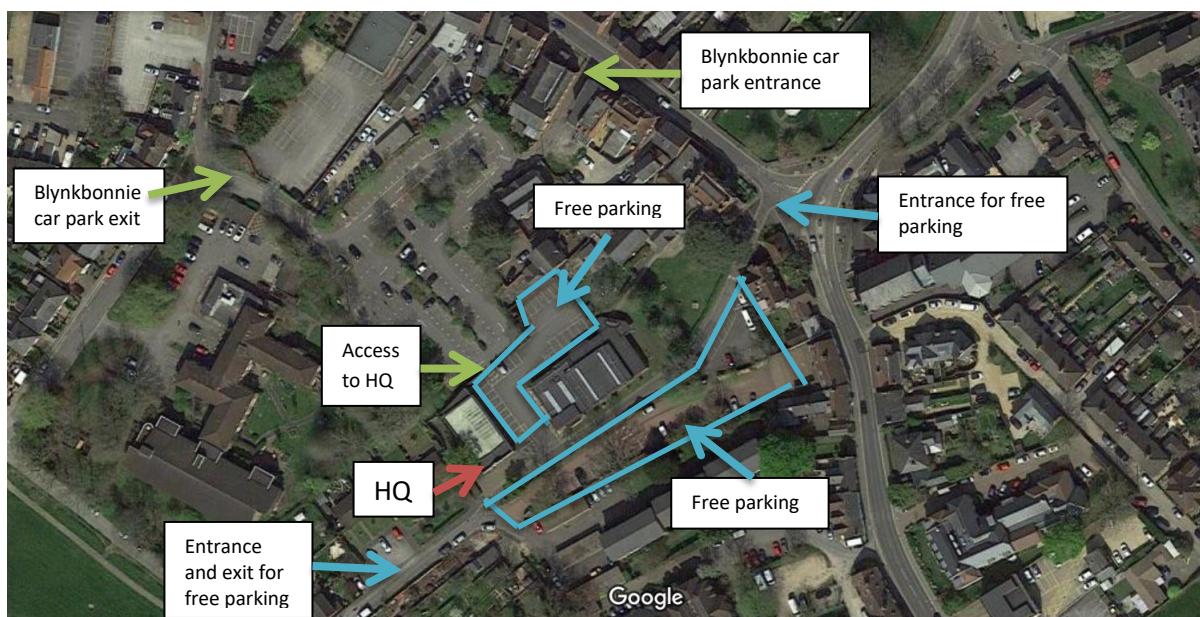 Blynkbonnie car
park entrance
Blynkbonnie
car park exit
Free parking
Entrance for free
parking
Access
to HQ
HQ
Free parking
Entrance
and exit for
free parking
Google